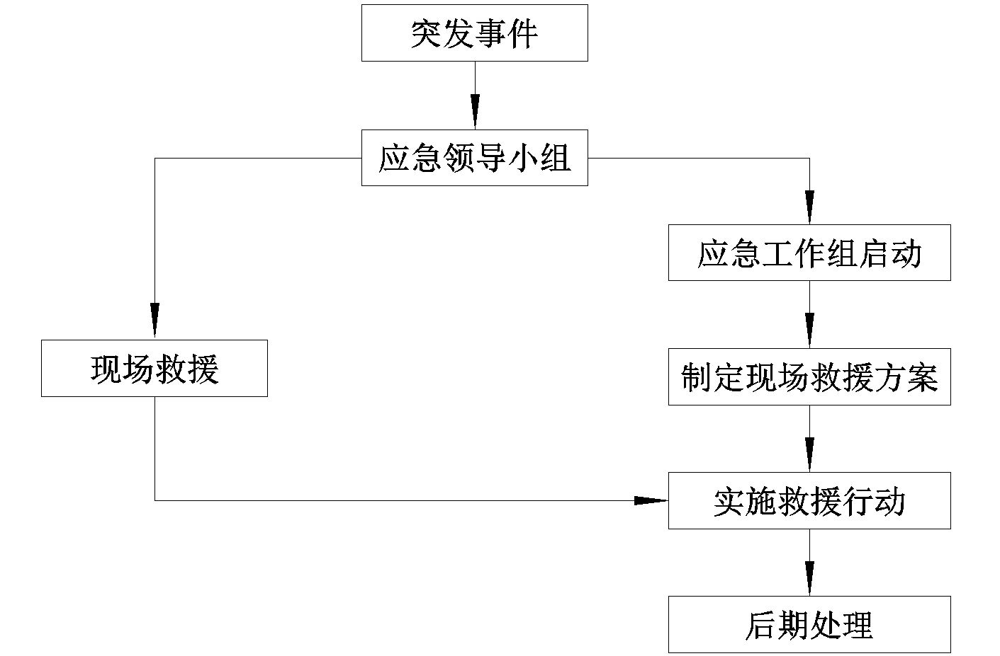 突发事件
应急领导小组
应急工作组启动
现场救援
制定现场救援方案
实施救援行动
后期处理